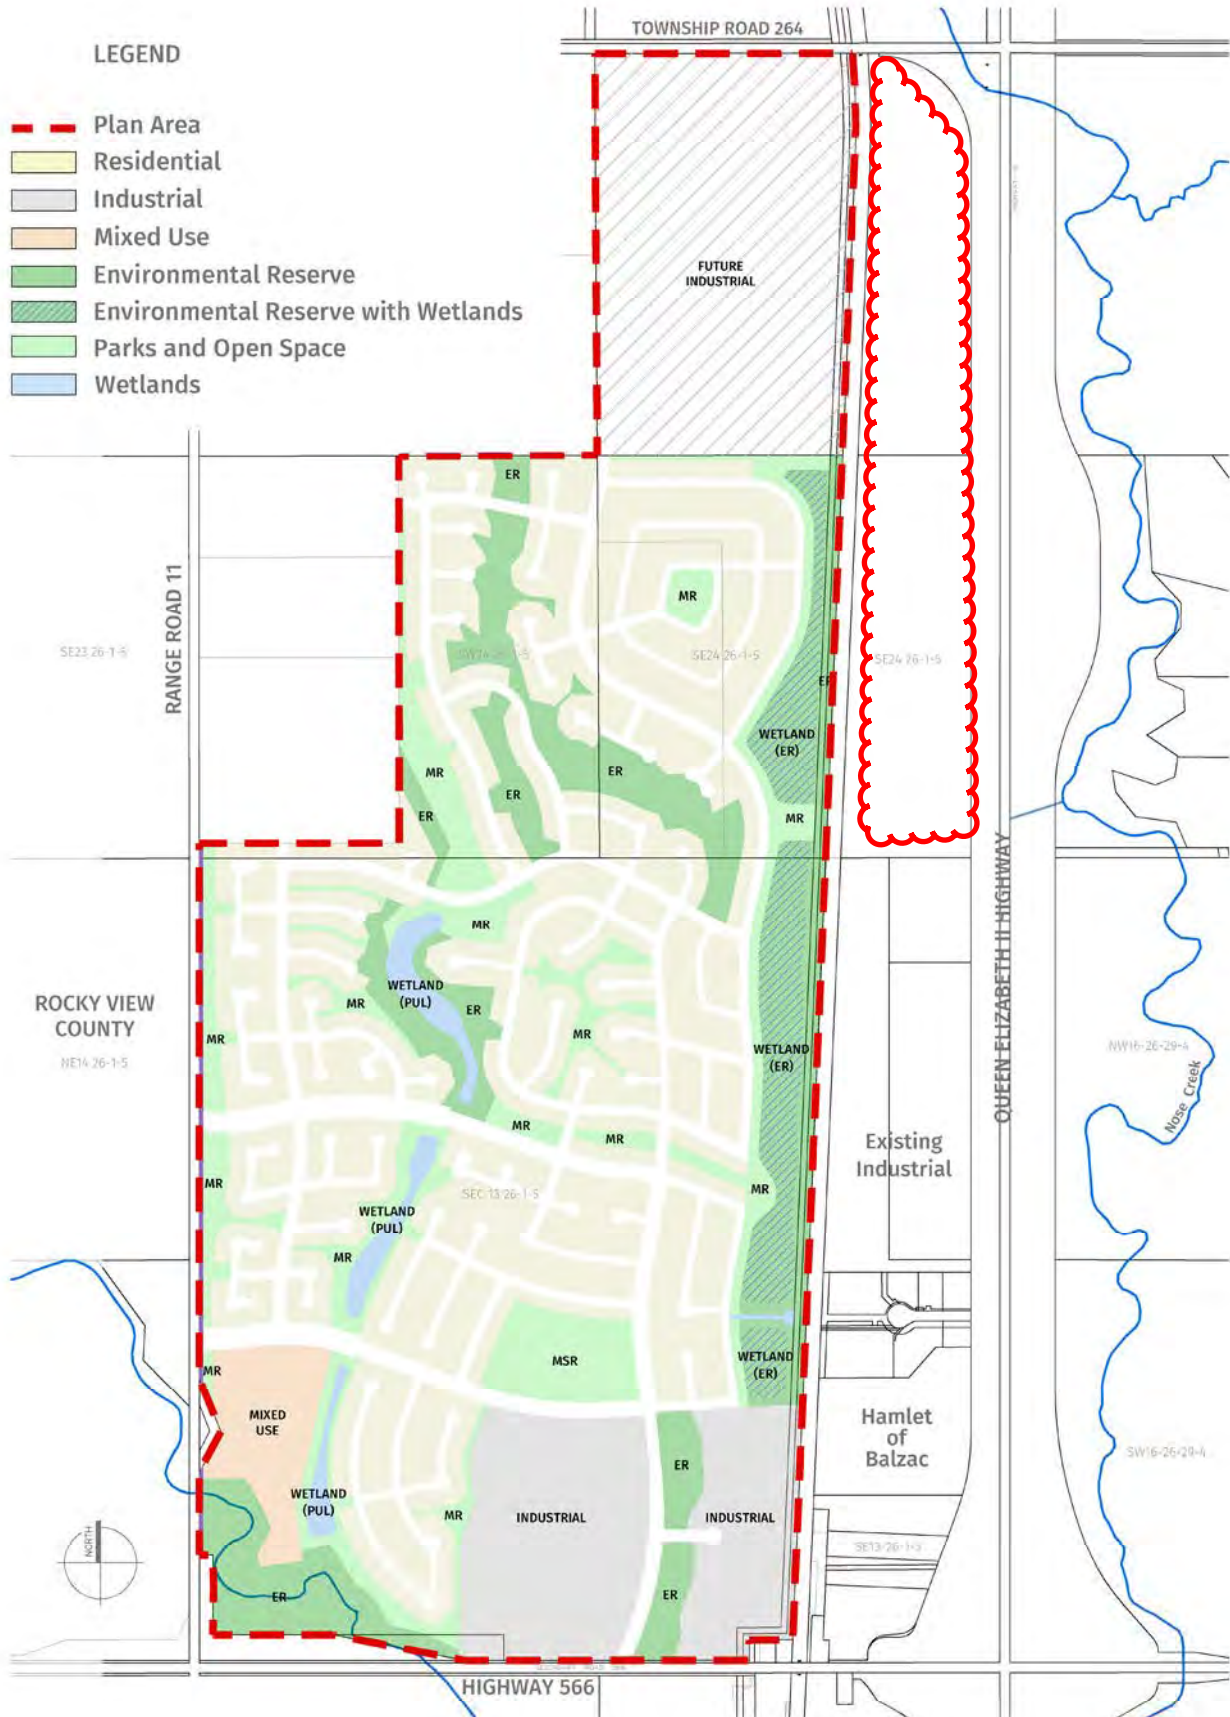 TOWNSHIP ROAD 264
LEGEND
Plan Area
Residential
Industrial
Mixed Use
Environmental Reserve
Environmental Reserve with Wetlands
Parks and Open Space
Wetlands
FUTURE
INDUSTRIAL
ER
RANGE ROAD 11
MR
SE23 26-1-5
SW24 26-1-5
SE24 26-1-5
SE24 26-1-5
ER
WETLAND
(ER)
MR
ER
ER
ER
MR
QUEEN ELIZABETH II HIGHWAY
MR
WETLAND
(PUL)
ROCKY VIEW
COUNTY
NE14 26-1-5
MR
ER
MR
MR
WETLAND
(ER)
NW16-26-29-4
Nose Creek
MR
MR
Existing
Industrial
MR
MR
SEC 13 26-1-5
WETLAND
(PUL)
MR
MSR
WETLAND
(ER)
MR
MIXED
USE
Hamlet
of
Balzac
SW16-26-29-4
ER
WETLAND
(PUL)
MR
INDUSTRIAL
INDUSTRIAL
NORTH
SE13-26-1-5
ER
ER
HIGHWAY 566